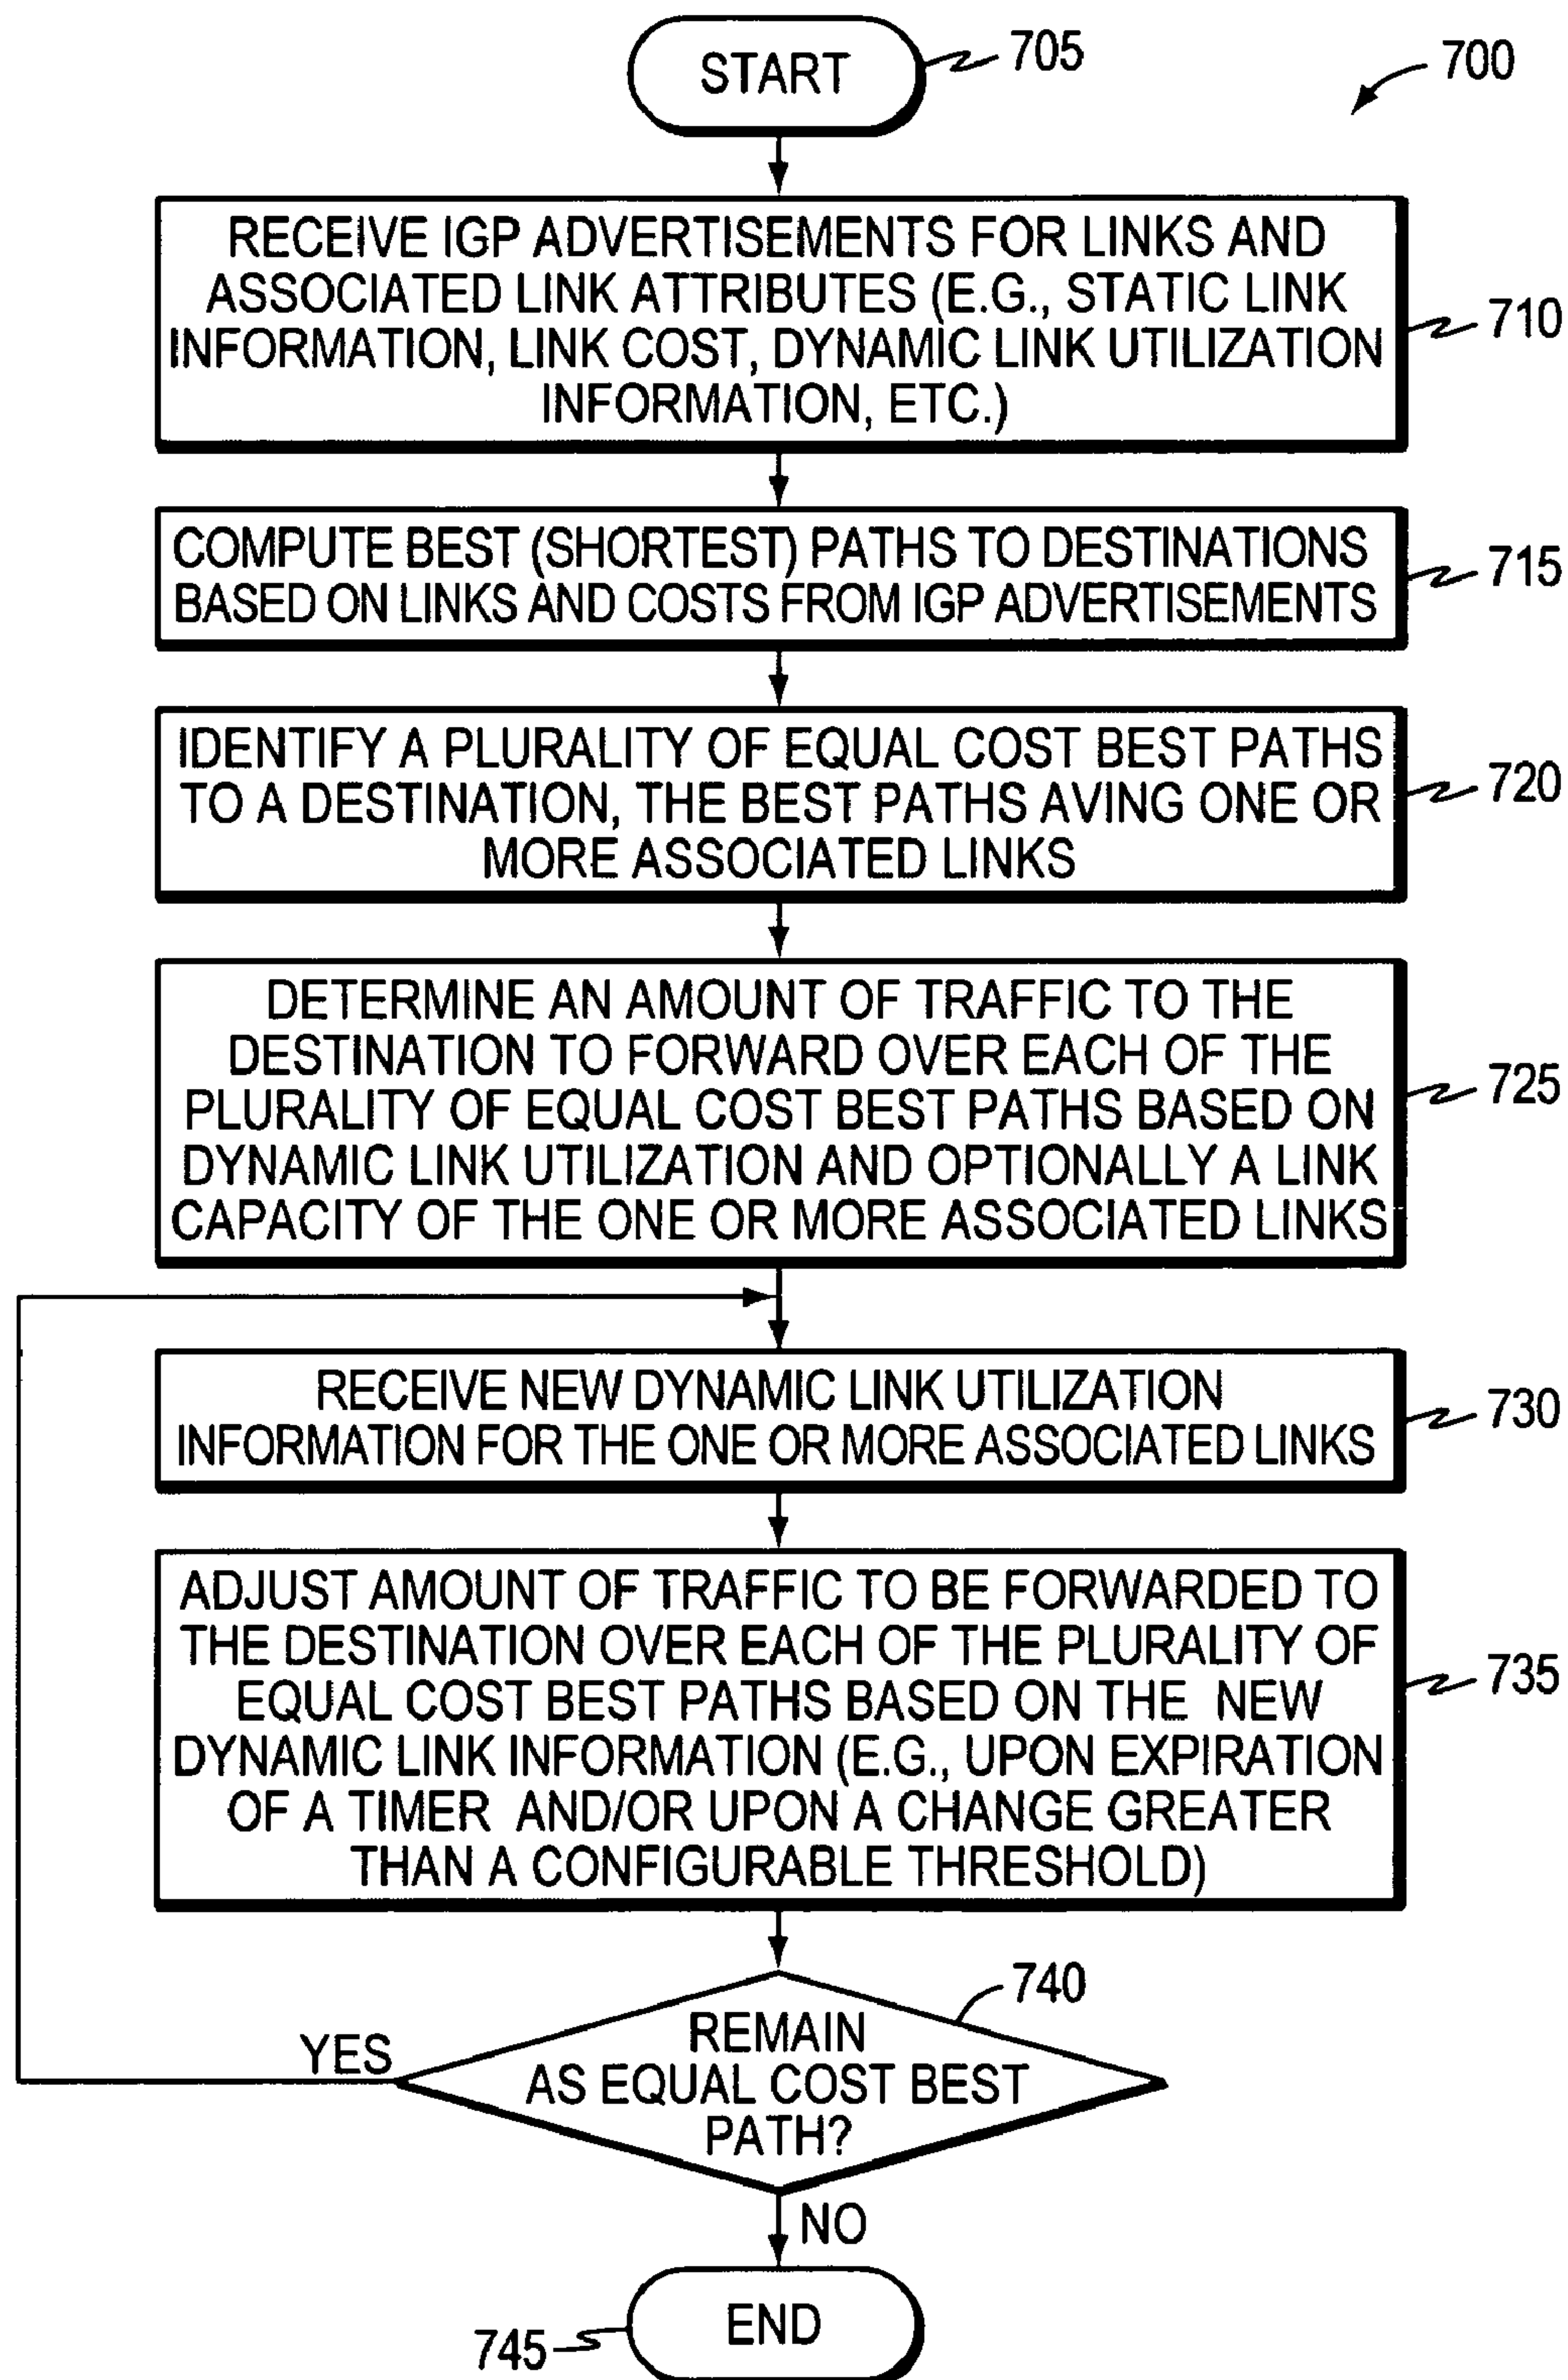 START
705
700
RECEIVE IGP ADVERTISEMENTS FOR LINKS AND
ASSOCIATED LINK ATTRIBUTES (E.G., STATIC LINK
INFORMATION, LINK COST, DYNAMIC LINK UTILIZATION
INFORMATION, ETC.)
710
COMPUTE BEST (SHORTEST) PATHS TO DESTINATIONS
BASED ON LINKS AND COSTS FROM IGP ADVERTISEMENTS
715
IDENTIFY A PLURALITY OF EQUAL COST BEST PATHS
TO A DESTINATION, THE BEST PATHS AVING ONE OR
MORE ASSOCIATED LINKS
720
DETERMINE AN AMOUNT OF TRAFFIC TO THE
DESTINATION TO FORWARD OVER EACH OF THE
PLURALITY OF EQUAL COST BEST PATHS BASED ON
DYNAMIC LINK UTILIZATION AND OPTIONALLY A LINK
CAPACITY OF THE ONE OR MORE ASSOCIATED LINKS
725
RECEIVE NEW DYNAMIC LINK UTILIZATION
INFORMATION FOR THE ONE OR MORE ASSOCIATED LINKS
730
ADJUST AMOUNT OF TRAFFIC TO BE FORWARDED TO
THE DESTINATION OVER EACH OF THE PLURALITY OF
EQUAL COST BEST PATHS BASED ON THE NEW
DYNAMIC LINK INFORMATION (E.G., UPON EXPIRATION
OF A TIMER AND/OR UPON A CHANGE GREATER
THAN A CONFIGURABLE THRESHOLD)
735
740
REMAIN
AS EQUAL COST BEST
PATH?
YES
NO
END
745